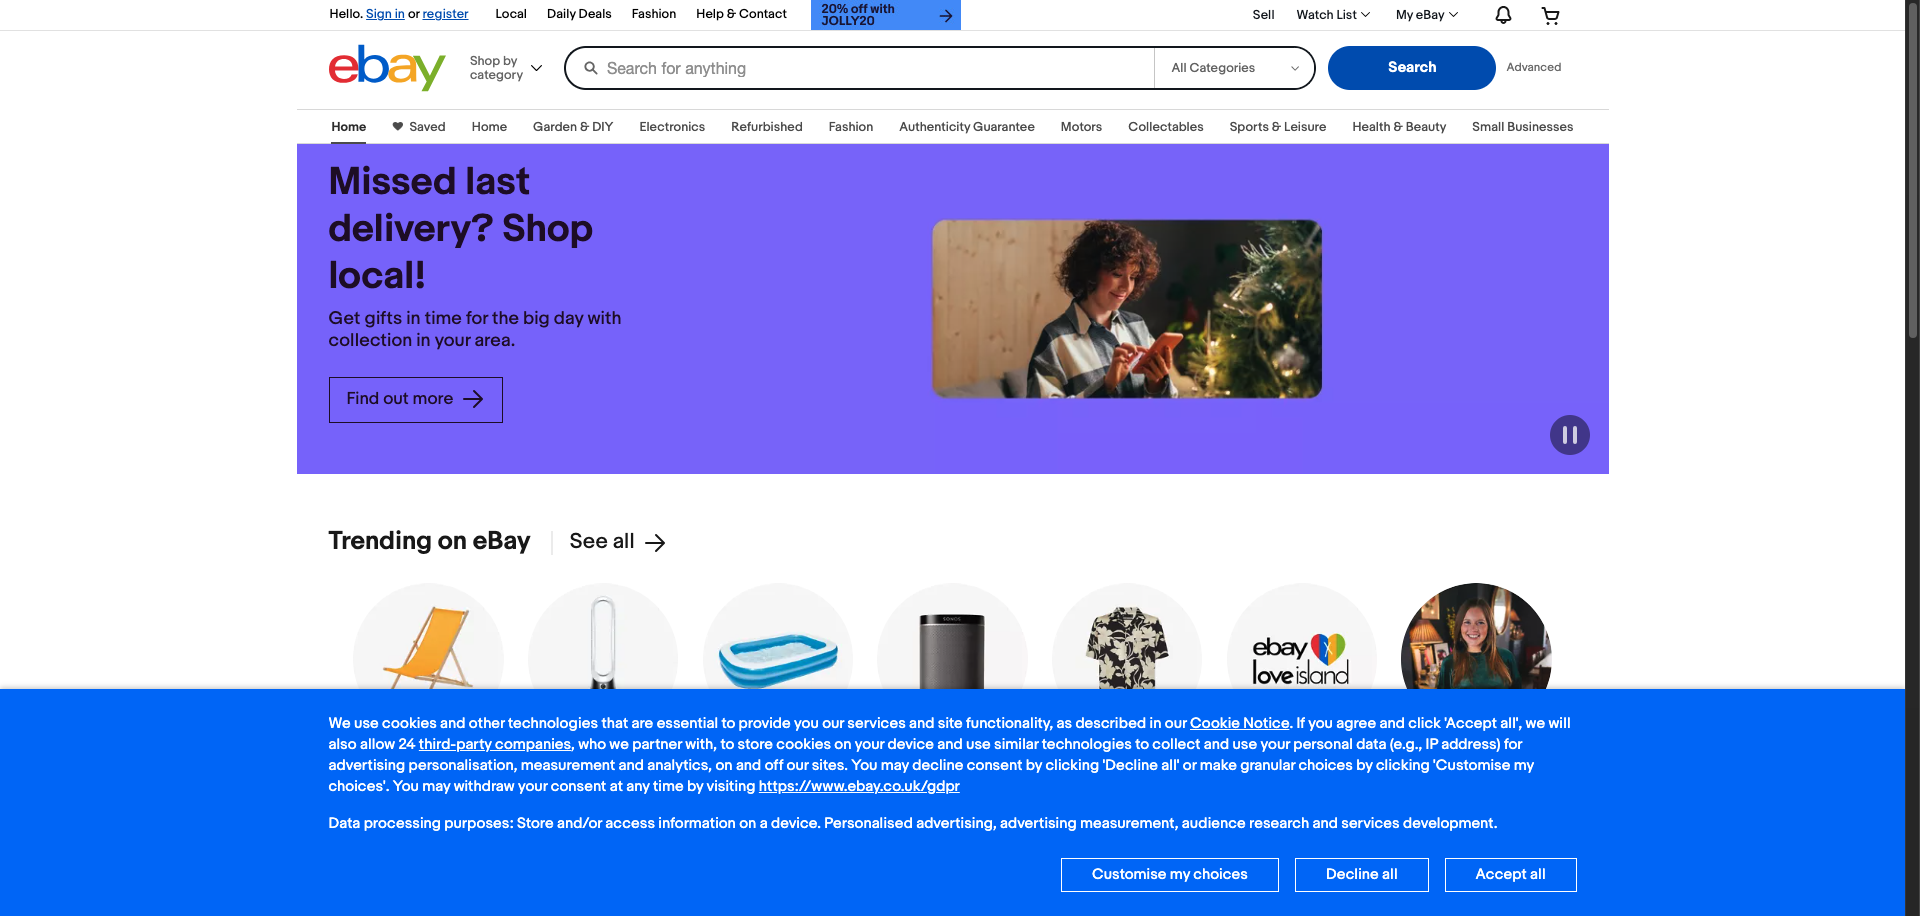 Hello. Sign in or register
Local
Daily Deals
Fashion
Help & Contact
20% off with
JOLLY20
Sell
Watch List
My eBay
ebay
Shop by
category
Search for anything
All Categories
Search
Advanced
Home
Saved
Home
Garden & DIY
Electronics
Refurbished
Fashion
Authenticity Guarantee
Motors
Collectables
Sports & Leisure
Health & Beauty
Small Businesses
Missed last
delivery? Shop
local!
Get gifts in time for the big day with
collection in your area.
Find out more
Trending on eBay
See all
SONOS
ebay
love island
We use cookies and other technologies that are essential to provide you our services and site functionality, as described in our Cookie Notice. If you agree and click 'Accept all', we will
also allow 24 third-party companies, who we partner with, to store cookies on your device and use similar technologies to collect and use your personal data (e.g., IP address) for
advertising personalisation, measurement and analytics, on and off our sites. You may decline consent by clicking 'Decline all' or make granular choices by clicking 'Customise my
choices'. You may withdraw your consent at any time by visiting https://www.ebay.co.uk/gdpr
Data processing purposes: Store and/or access information on a device. Personalised advertising, advertising measurement, audience research and services development.
Customise my choices
Decline all
Accept all